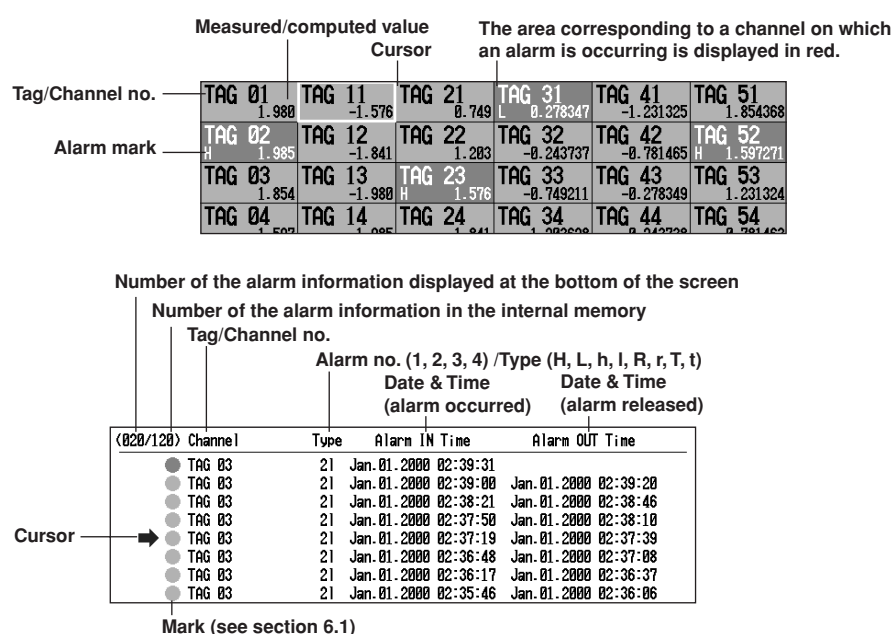 Measured/computed value
Cursor
The area corresponding to a channel on which
an alarm is occurring is displayed in red.
Tag/Channel no.
Alarm mark
TAG 01 TAG 11 TAG 21 TAG 31 TAG 41 TAG 51
1.980 -1.576 0.749 L 0.278347 -1.231325 1.854368
TAG 02 TAG 12 TAG 22 TAG 32 TAG 42 TAG 52
H 1.985 -1.841 1.203 -0.243737 -0.781465 H 1.597271
TAG 03 TAG 13 TAG 23 TAG 33 TAG 43 TAG 53
1.854 -1.980 H 1.576 -0.749211 -0.278349 1.231324
TAG 04 TAG 14 TAG 24 TAG 34 TAG 44 TAG 54
Number of the alarm information displayed at the bottom of the screen
Number of the alarm information in the internal memory
Tag/Channel no.
Alarm no. (1, 2, 3, 4) /Type (H, L, h, l, R, r, T, t)
Date & Time
(alarm occurred)
Date & Time
(alarm released)
(020/120) Channel Type Alarm IN Time Alarm OUT Time
TAG 03 2l Jan.01.2000 02:39:31
TAG 03 2l Jan.01.2000 02:39:00 Jan.01.2000 02:39:20
TAG 03 2l Jan.01.2000 02:38:21 Jan.01.2000 02:38:46
TAG 03 2l Jan.01.2000 02:37:50 Jan.01.2000 02:38:10
TAG 03 2l Jan.01.2000 02:37:19 Jan.01.2000 02:37:39
TAG 03 2l Jan.01.2000 02:36:48 Jan.01.2000 02:37:08
TAG 03 2l Jan.01.2000 02:36:17 Jan.01.2000 02:36:37
TAG 03 2l Jan.01.2000 02:35:46 Jan.01.2000 02:36:06
Cursor
Mark (see section 6.1)